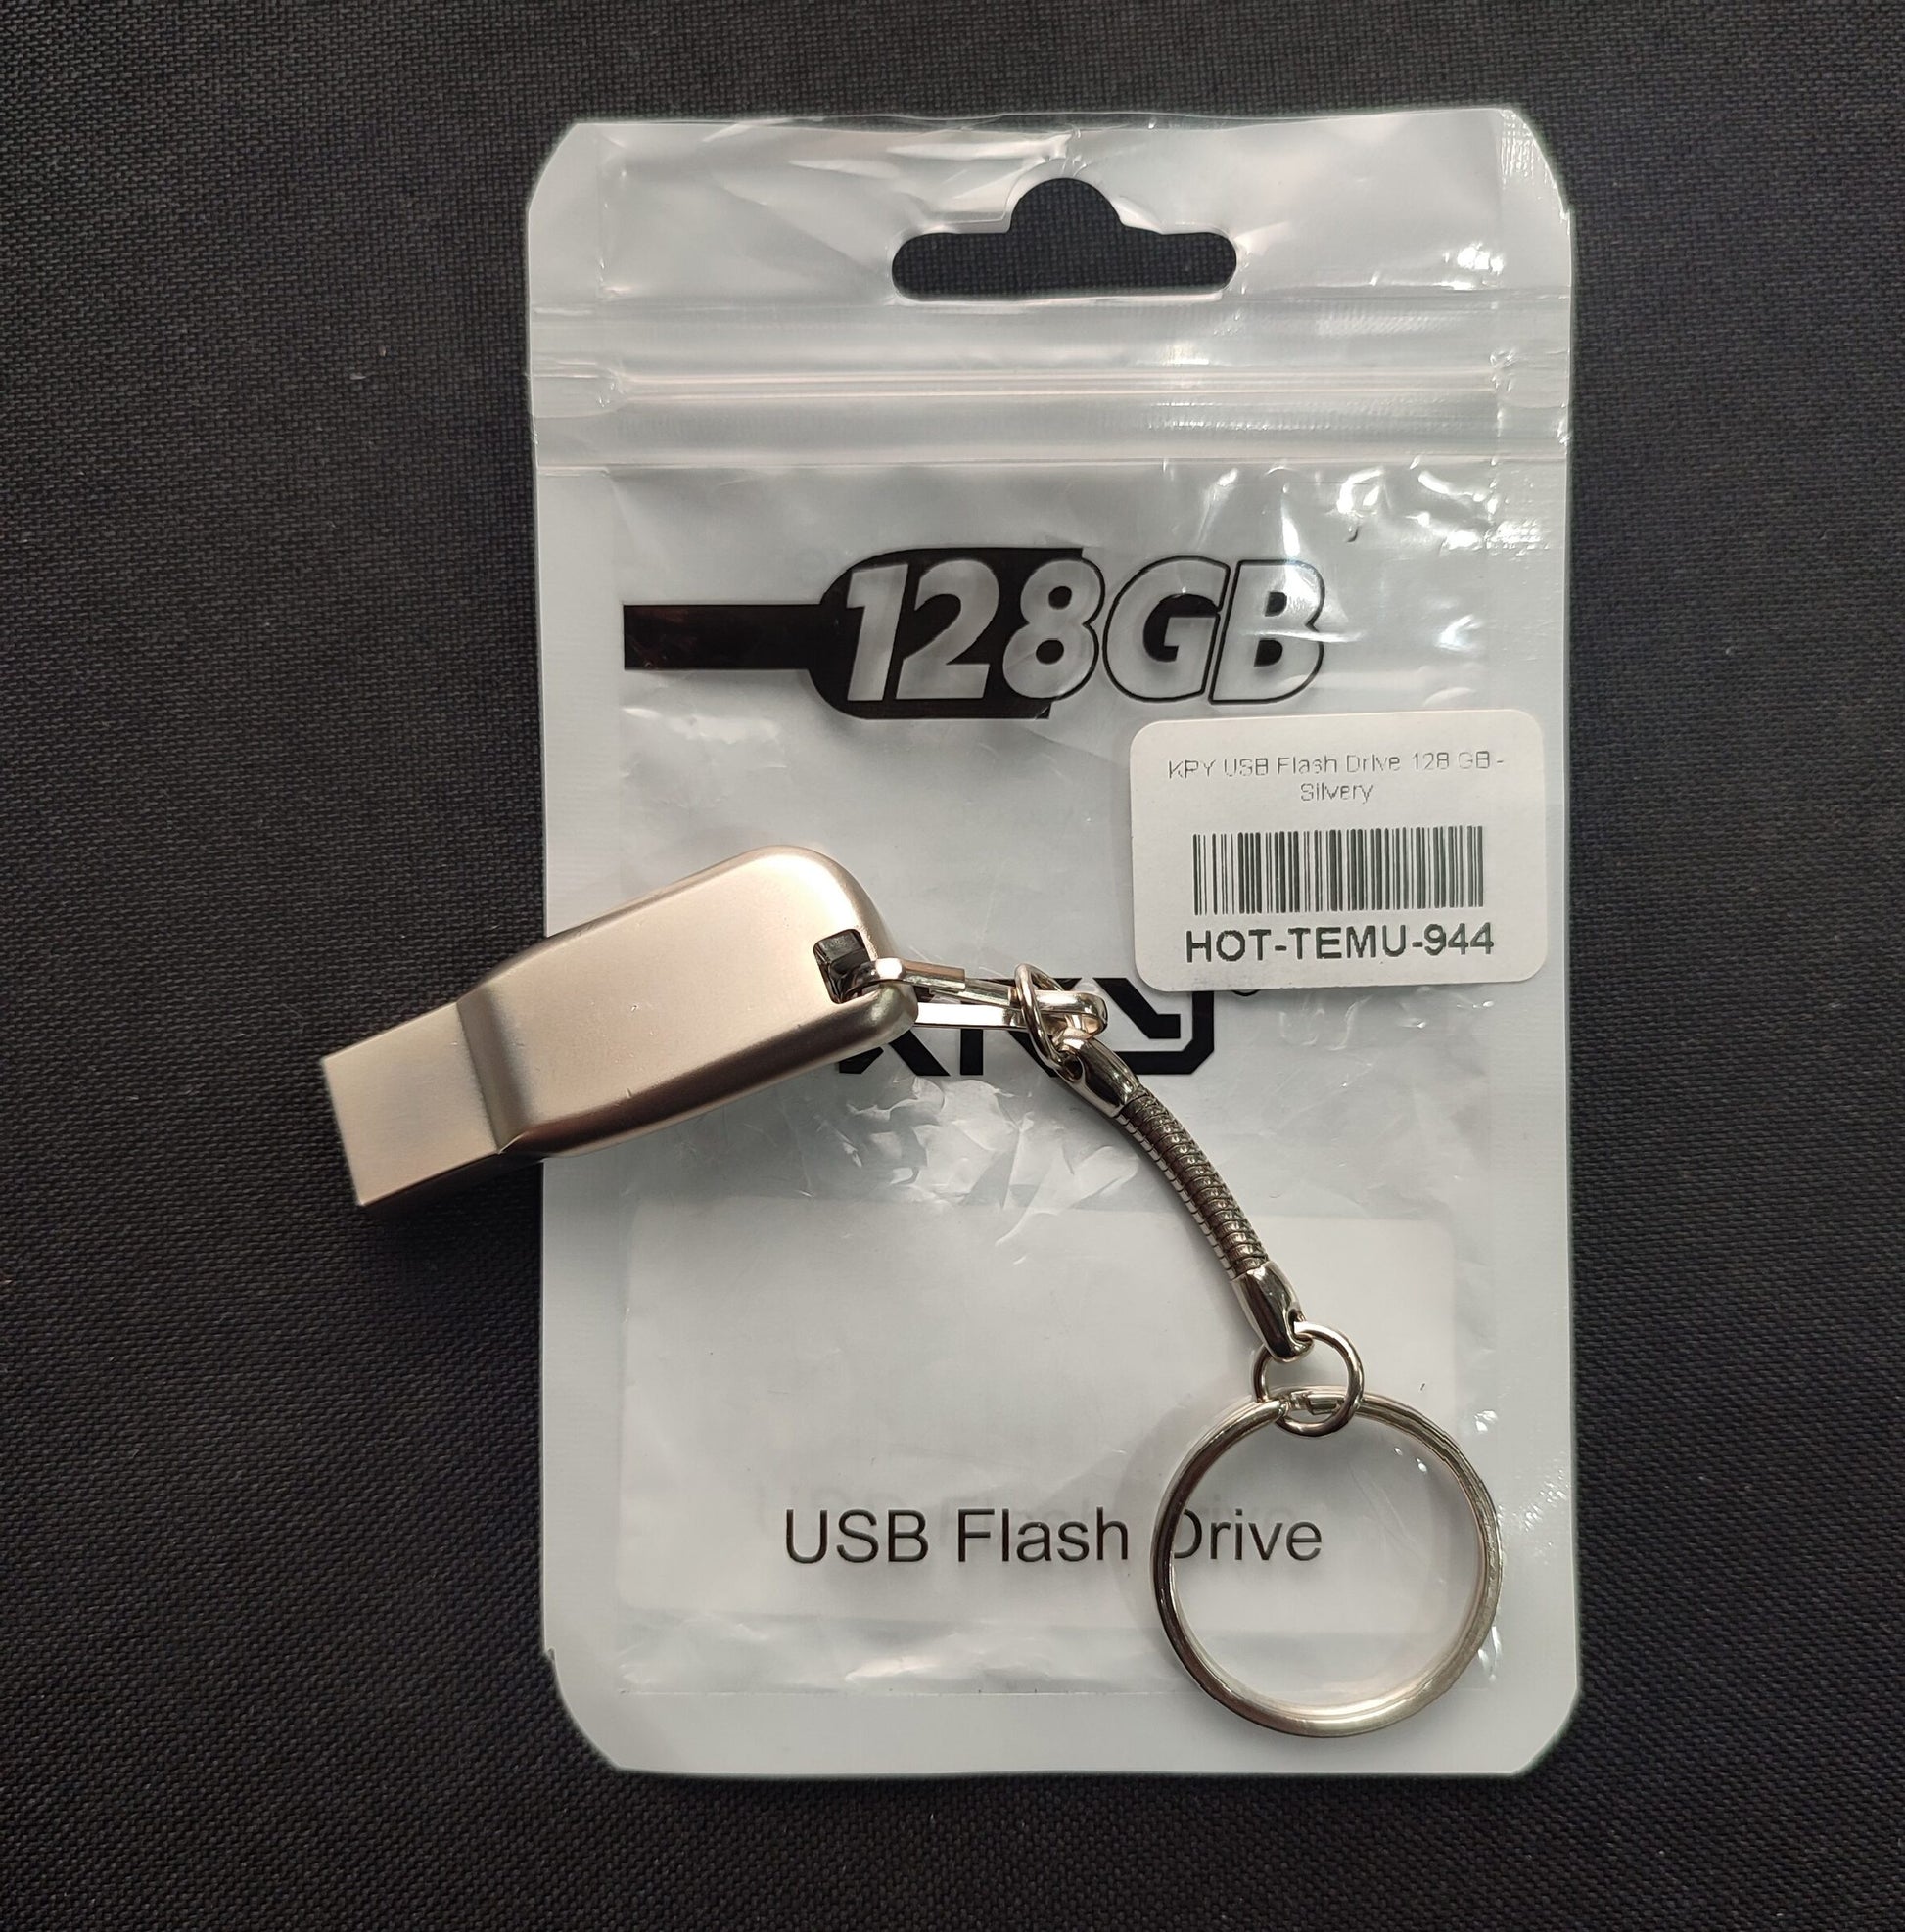 128GB
KPY USB Flash Drive 128 GB -
Silvery
HOT-TEMU-944
USB Flash Drive